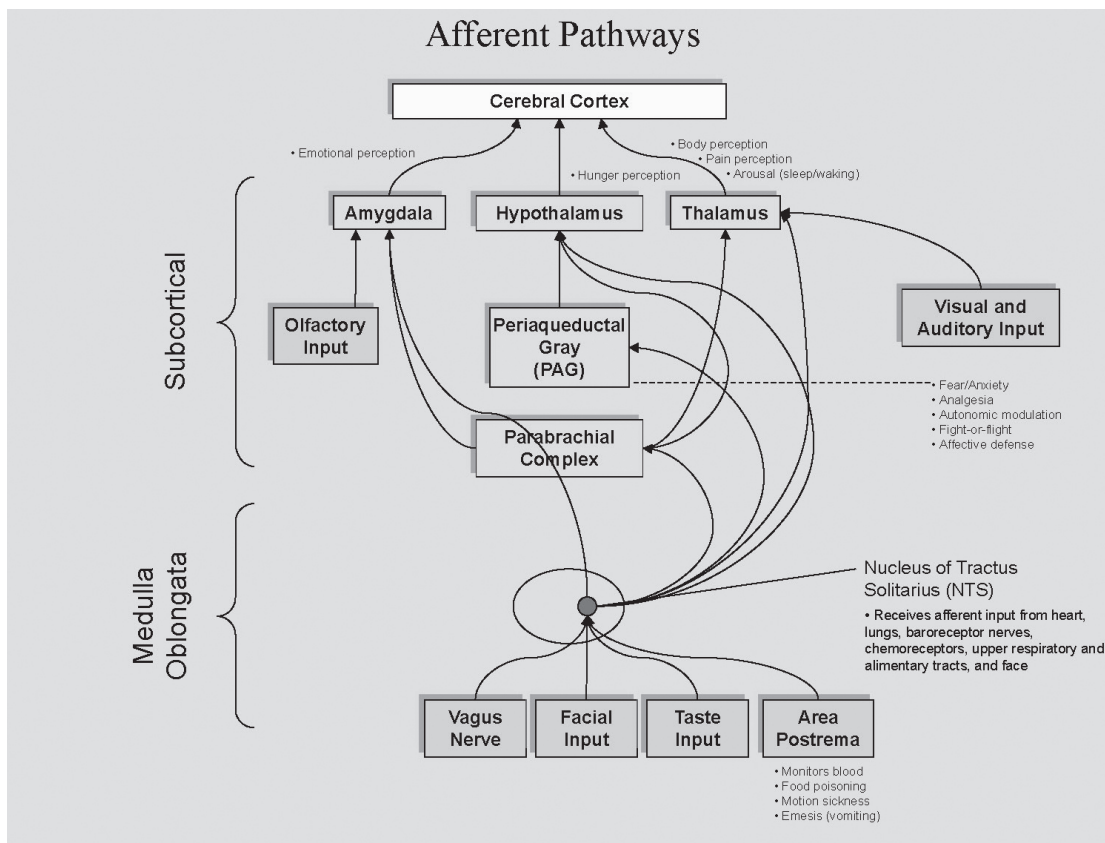 Afferent Pathways
Cerebral Cortex
• Emotional perception
• Body perception
• Pain perception
• Arousal (sleep/waking)
• Hunger perception
Subcortical
Amygdala
Hypothalamus
Thalamus
Olfactory
Input
Periaqueductal
Gray
(PAG)
Visual and
Auditory Input
• Fear/Anxiety
• Analgesia
• Autonomic modulation
• Fight-or-flight
• Affective defense
Parabrachial
Complex
Medulla
Oblongata
Nucleus of Tractus
Solitarius (NTS)
• Receives afferent input from heart,
lungs, baroreceptor nerves,
chemoreceptors, upper respiratory and
alimentary tracts, and face
Vagus
Nerve
Facial
Input
Taste
Input
Area
Postrema
• Monitors blood
• Food poisoning
• Motion sickness
• Emesis (vomiting)